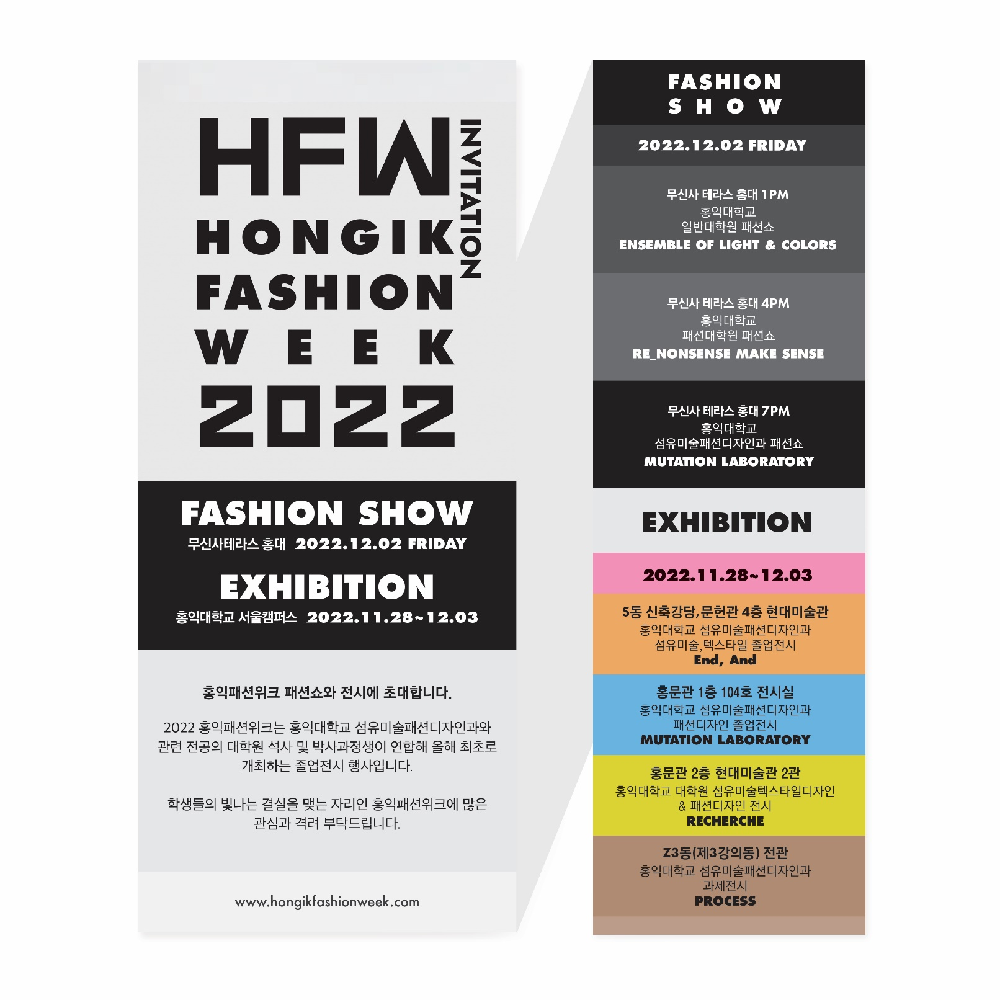 HFW
INVITATION
HONGIK
FASHION
WEEK
2022
FASHION SHOW
무신사테라스 홍대 2022.12.02 FRIDAY
EXHIBITION
홍익대학교 서울캠퍼스 2022.11.28~12.03
홍익패션위크 패션쇼와 전시에 초대합니다.
2022 홍익패션위크는 홍익대학교 섬유미술패션디자인과와
관련 전공의 대학원 석사 및 박사과정생이 연합해 올해 최초로
개최하는 졸업전시 행사입니다.
학생들의 빛나는 결실을 맺는 자리인 홍익패션위크에 많은
관심과 격려 부탁드립니다.
www.hongikfashionweek.com
FASHION
SHOW
2022.12.02 FRIDAY
무신사 테라스 홍대 1PM
홍익대학교
일반대학원 패션쇼
ENSEMBLE OF LIGHT & COLORS
무신사 테라스 홍대 4PM
홍익대학교
패션대학원 패션쇼
RE_NONSENSE MAKE SENSE
무신사 테라스 홍대 7PM
홍익대학교
섬유미술패션디자인과 패션쇼
MUTATION LABORATORY
EXHIBITION
2022.11.28~12.03
S동 신축강당,문헌관 4층 현대미술관
홍익대학교 섬유미술패션디자인과
섬유미술,텍스타일 졸업전시
End, And
홍문관 1층 104호 전시실
홍익대학교 섬유미술패션디자인과
패션디자인 졸업전시
MUTATION LABORATORY
홍문관 2층 현대미술관 2관
홍익대학교 대학원 섬유미술텍스타일디자인
& 패션디자인 전시
RECHERCHE
Z3동(제3강의동) 전관
홍익대학교 섬유미술패션디자인과
과제전시
PROCESS